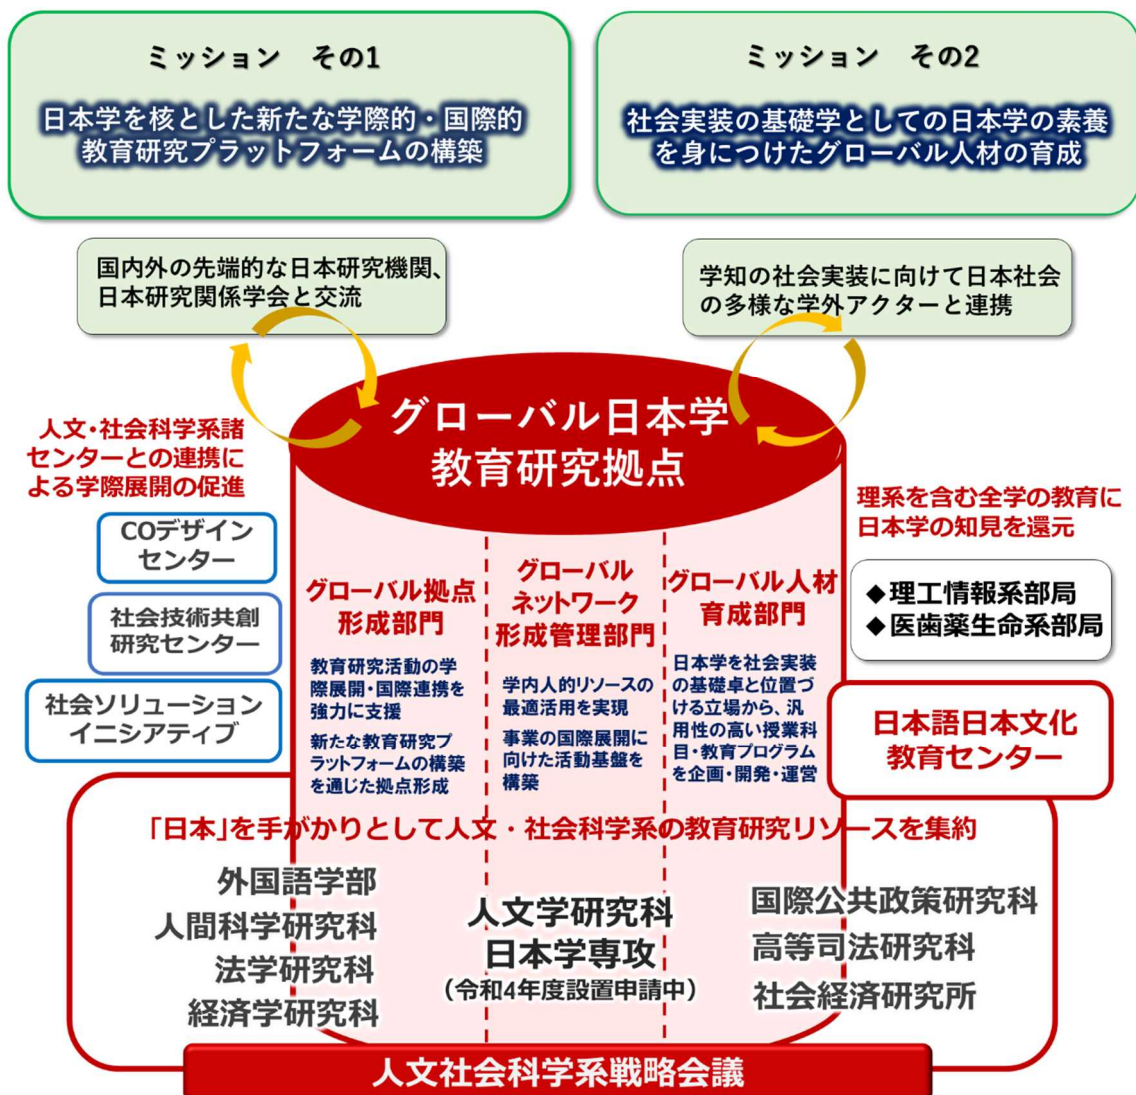 ミッション　その1
日本学を核とした新たな学際的・国際的
教育研究プラットフォームの構築
ミッション　その2
社会実装の基礎学としての日本学の素養
を身につけたグローバル人材の育成
国内外の先端的な日本研究機関、
日本研究関係学会と交流
学知の社会実装に向けて日本社会
の多様な学外アクターと連携
グローバル日本学
教育研究拠点
人文・社会科学系諸
センターとの連携に
よる学際展開の促進
COデザイン
センター
社会技術共創
研究センター
社会ソリューション
イニシアティブ
グローバル拠点
形成部門
教育研究活動の学
際展開・国際連携を
強力に支援
新たな教育研究プ
ラットフォームの構築
を通じた拠点形成
グローバル
ネットワーク
形成管理部門
学内人的リソースの
最適活用を実現
事業の国際展開に
向けた活動基盤を
構築
グローバル人材
育成部門
日本学を社会実装
の基礎卓と位置づ
ける立場から、汎
用性の高い授業科
目・教育プログラム
を企画・開発・運営
理系を含む全学の教育に
日本学の知見を還元
◆理工情報系部局
◆医歯薬生命系部局
日本語日本文化
教育センター
「日本」を手がかりとして人文・社会科学系の教育研究リソースを集約
外国語学部
人間科学研究科
法学研究科
経済学研究科
人文学研究科
日本学専攻
（令和4年度設置申請中）
国際公共政策研究科
高等司法研究科
社会経済研究所
人文社会科学系戦略会議